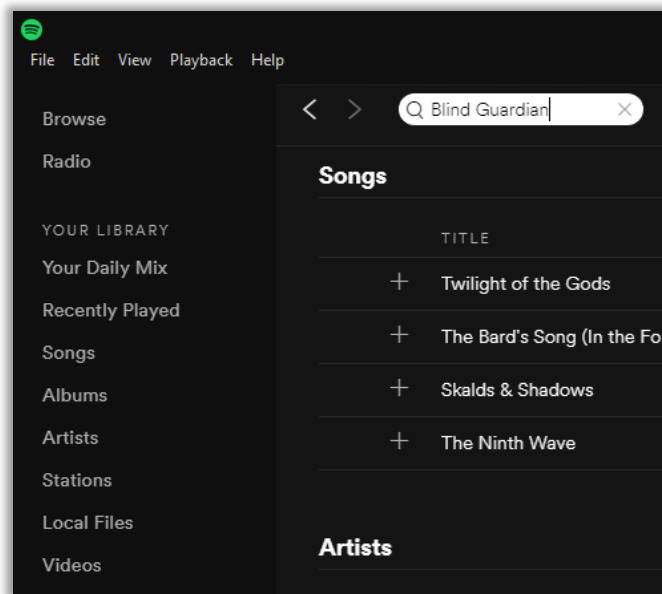 File Edit View Playback Help
Blind Guardian
Browse
Radio
YOUR LIBRARY
Your Daily Mix
Recently Played
Songs
Albums
Artists
Stations
Local Files
Videos
Songs
TITLE
Twilight of the Gods
The Bard's Song (In the Fo
Skalds & Shadows
The Ninth Wave
Artists